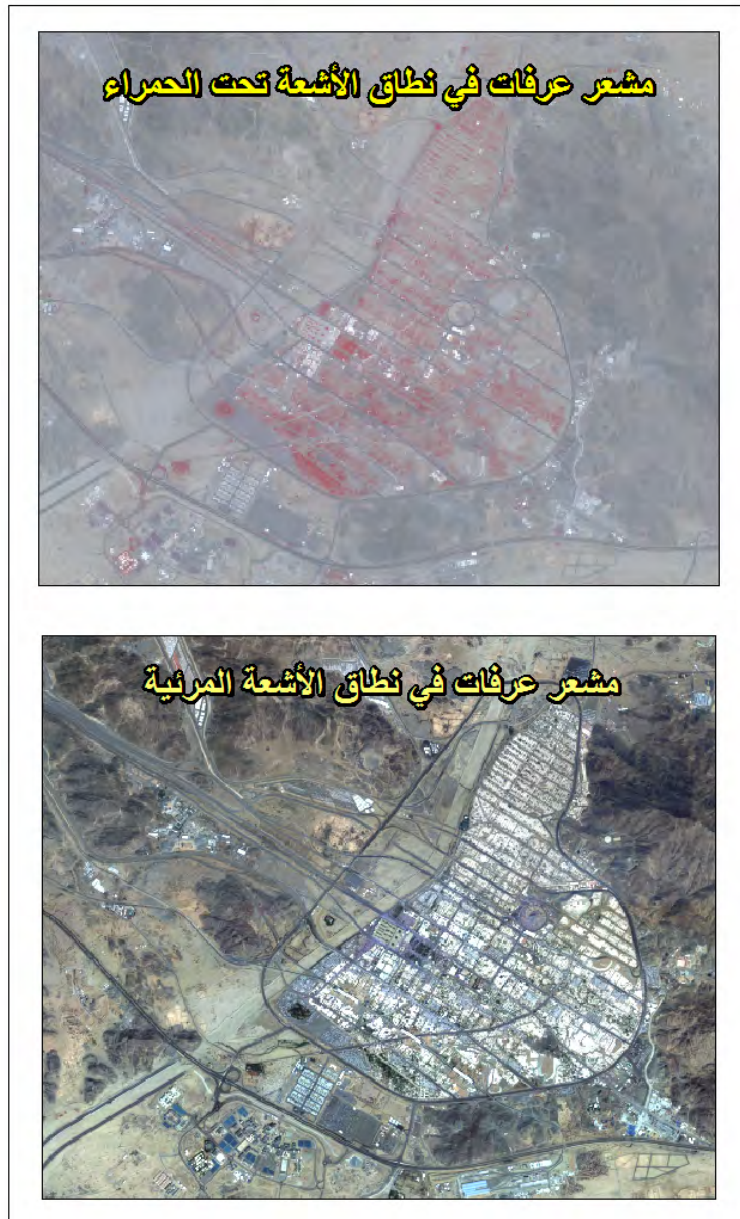 مشعر عرفات في نطاق الأشعة تحت الحمراء
مشعر عرفات في نطاق الأشعة المرئية